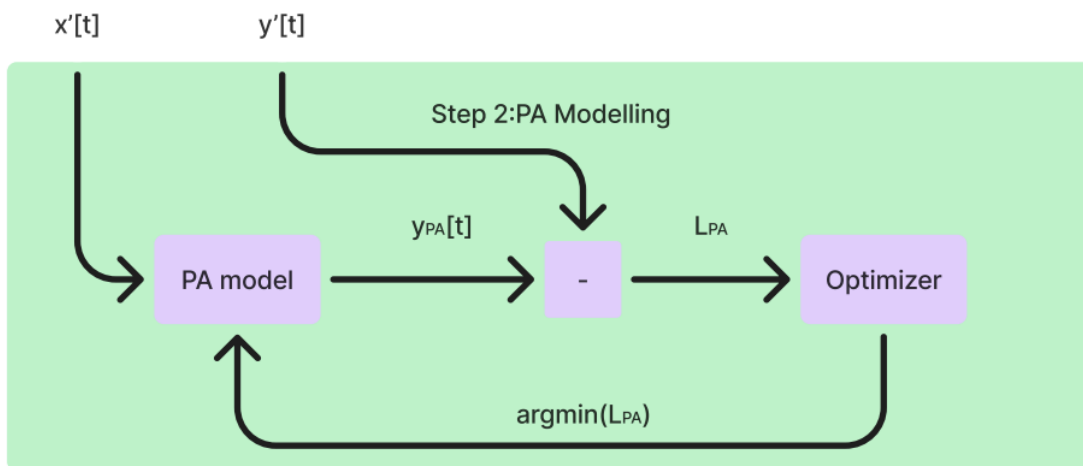 x’[t]
y’[t]
Step 2:PA Modelling
yPA[t]
LPA
PA model
-
Optimizer
argmin(LPA)